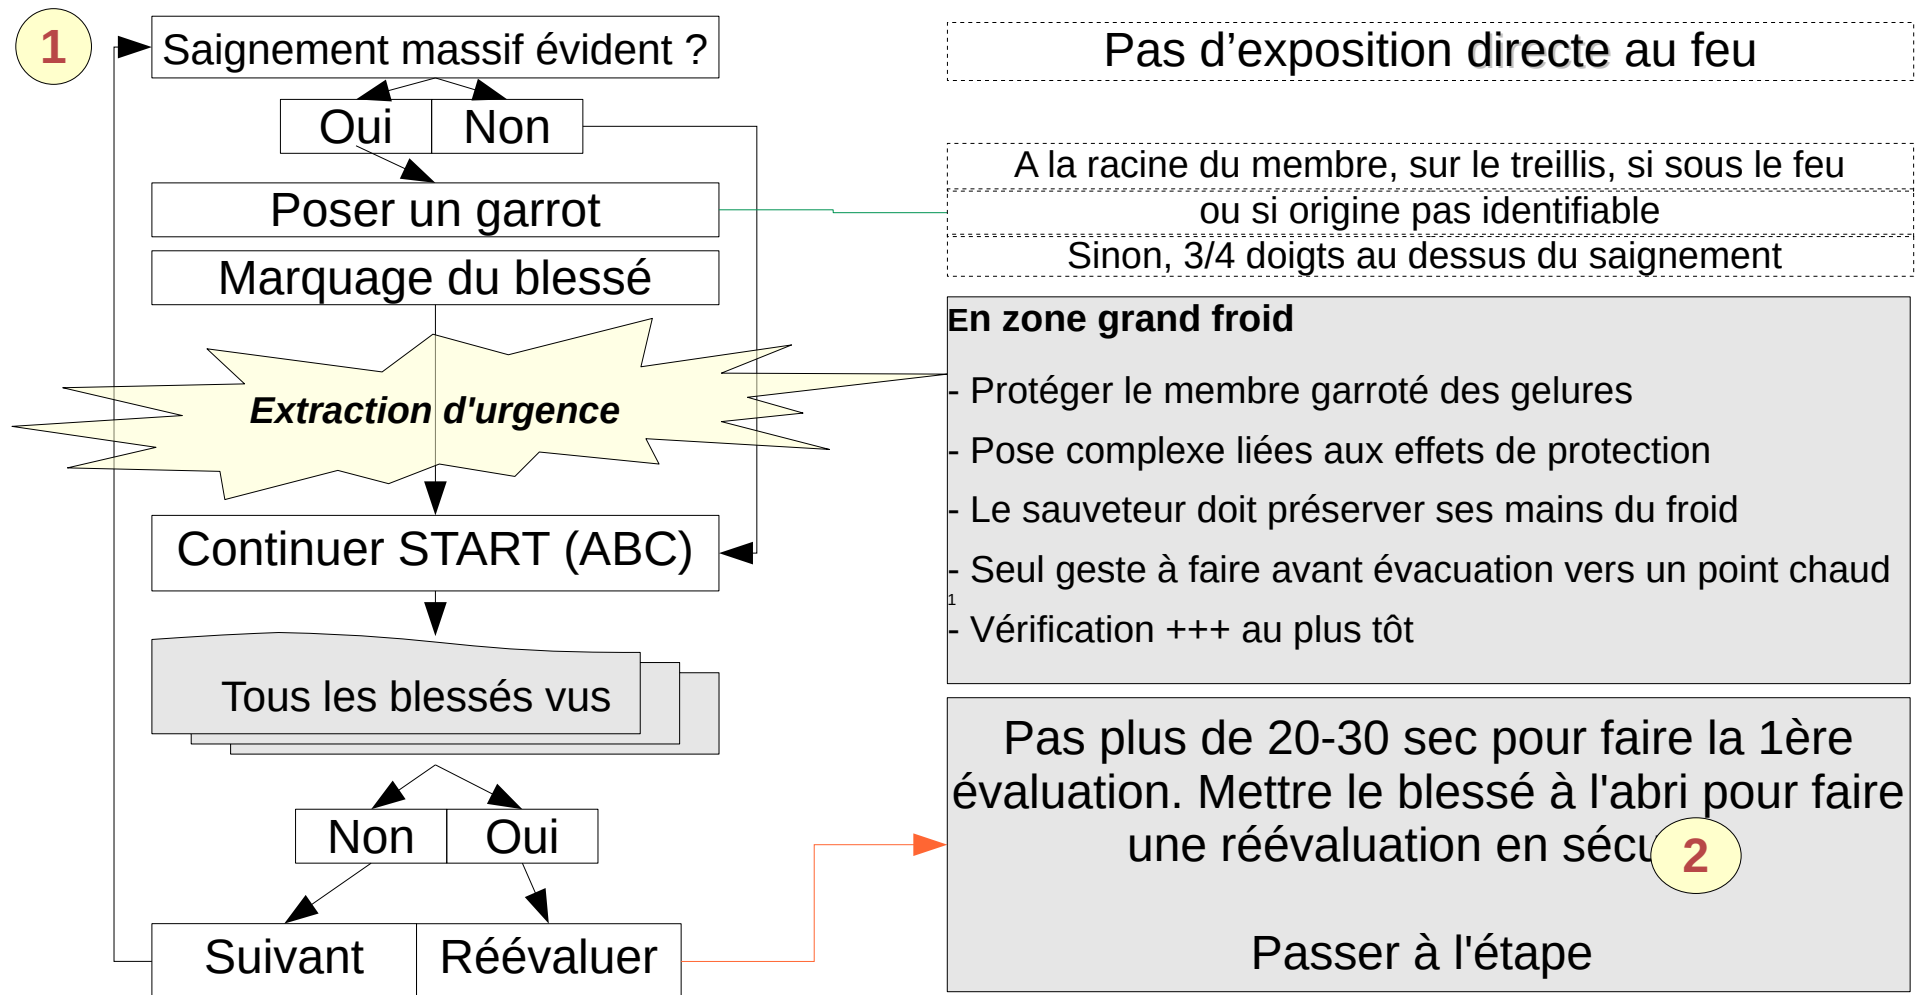 1
Saignement massif évident ?
Oui
Non
Poser un garrot
Marquage du blessé
Extraction d'urgence
Continuer START (ABC)
Tous les blessés vus
Non
Oui
Suivant
Réévaluer
Pas d’exposition directe au feu
A la racine du membre, sur le treillis, si sous le feu
ou si origine pas identifiable
Sinon, 3/4 doigts au dessus du saignement
En zone grand froid
- Protéger le membre garroté des gelures
- Pose complexe liées aux effets de protection
- Le sauveteur doit préserver ses mains du froid
- Seul geste à faire avant évacuation vers un point chaud
1
- Vérification +++ au plus tôt
Pas plus de 20-30 sec pour faire la 1ère
évaluation. Mettre le blessé à l'abri pour faire
une réévaluation en
2
Passer à l'étape